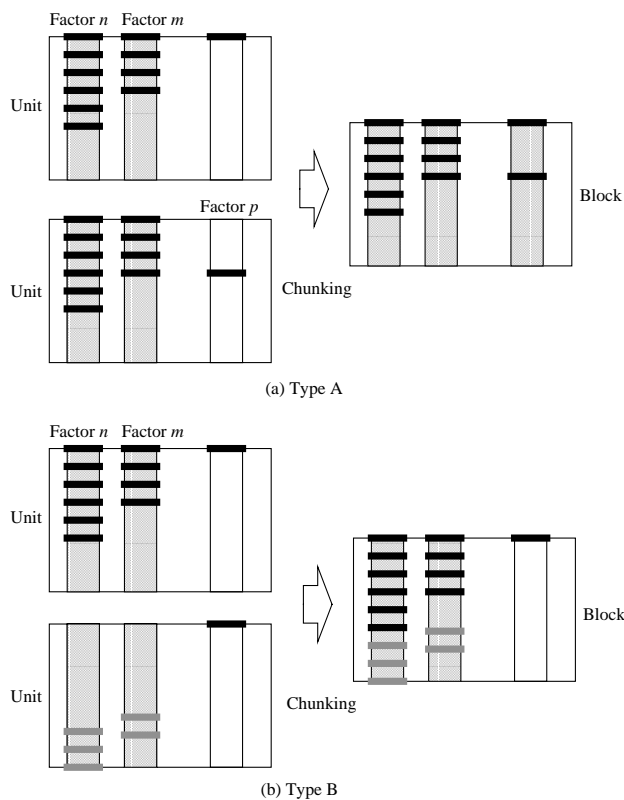 Factor n Factor m
Unit
Block
Factor p
Unit
Chunking
(a) Type A
Factor n Factor m
Unit
Block
Unit
Chunking
(b) Type B